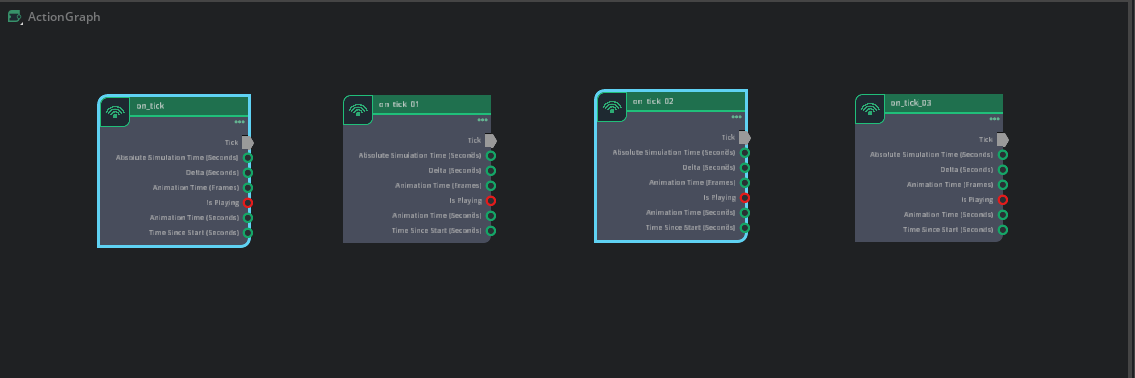 ActionGraph
on_tick
Tick
Absolute Simulation Time (Seconds)
Delta (Seconds)
Animation Time (Frames)
Is Playing
Animation Time (Seconds)
Time Since Start (Seconds)
on_tick_01
Tick
Absolute Simulation Time (Seconds)
Delta (Seconds)
Animation Time (Frames)
Is Playing
Animation Time (Seconds)
Time Since Start (Seconds)
on_tick_02
Tick
Absolute Simulation Time (Seconds)
Delta (Seconds)
Animation Time (Frames)
Is Playing
Animation Time (Seconds)
Time Since Start (Seconds)
on_tick_03
Tick
Absolute Simulation Time (Seconds)
Delta (Seconds)
Animation Time (Frames)
Is Playing
Animation Time (Seconds)
Time Since Start (Seconds)